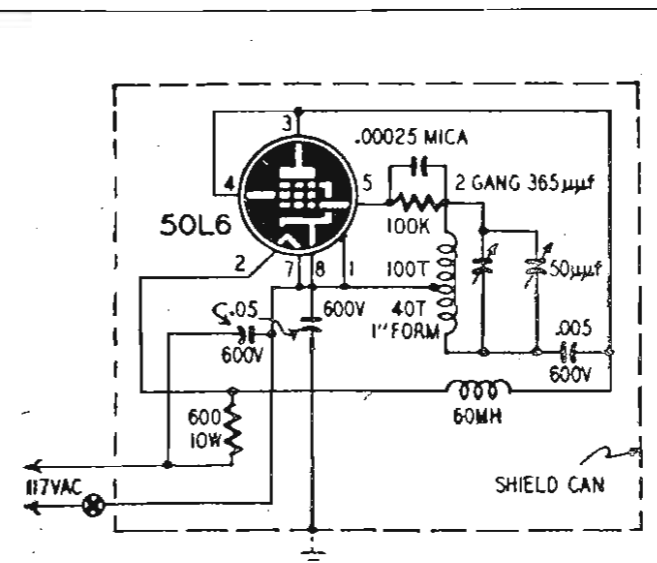 3
.00025 MICA
4
5
2 GANG 365µµf
50L6
100K
2
7
8
1
100T
50µµf
.05
600V
40T
1" FORM
.005
600V
600V
600
10W
60MH
117VAC
SHIELD CAN